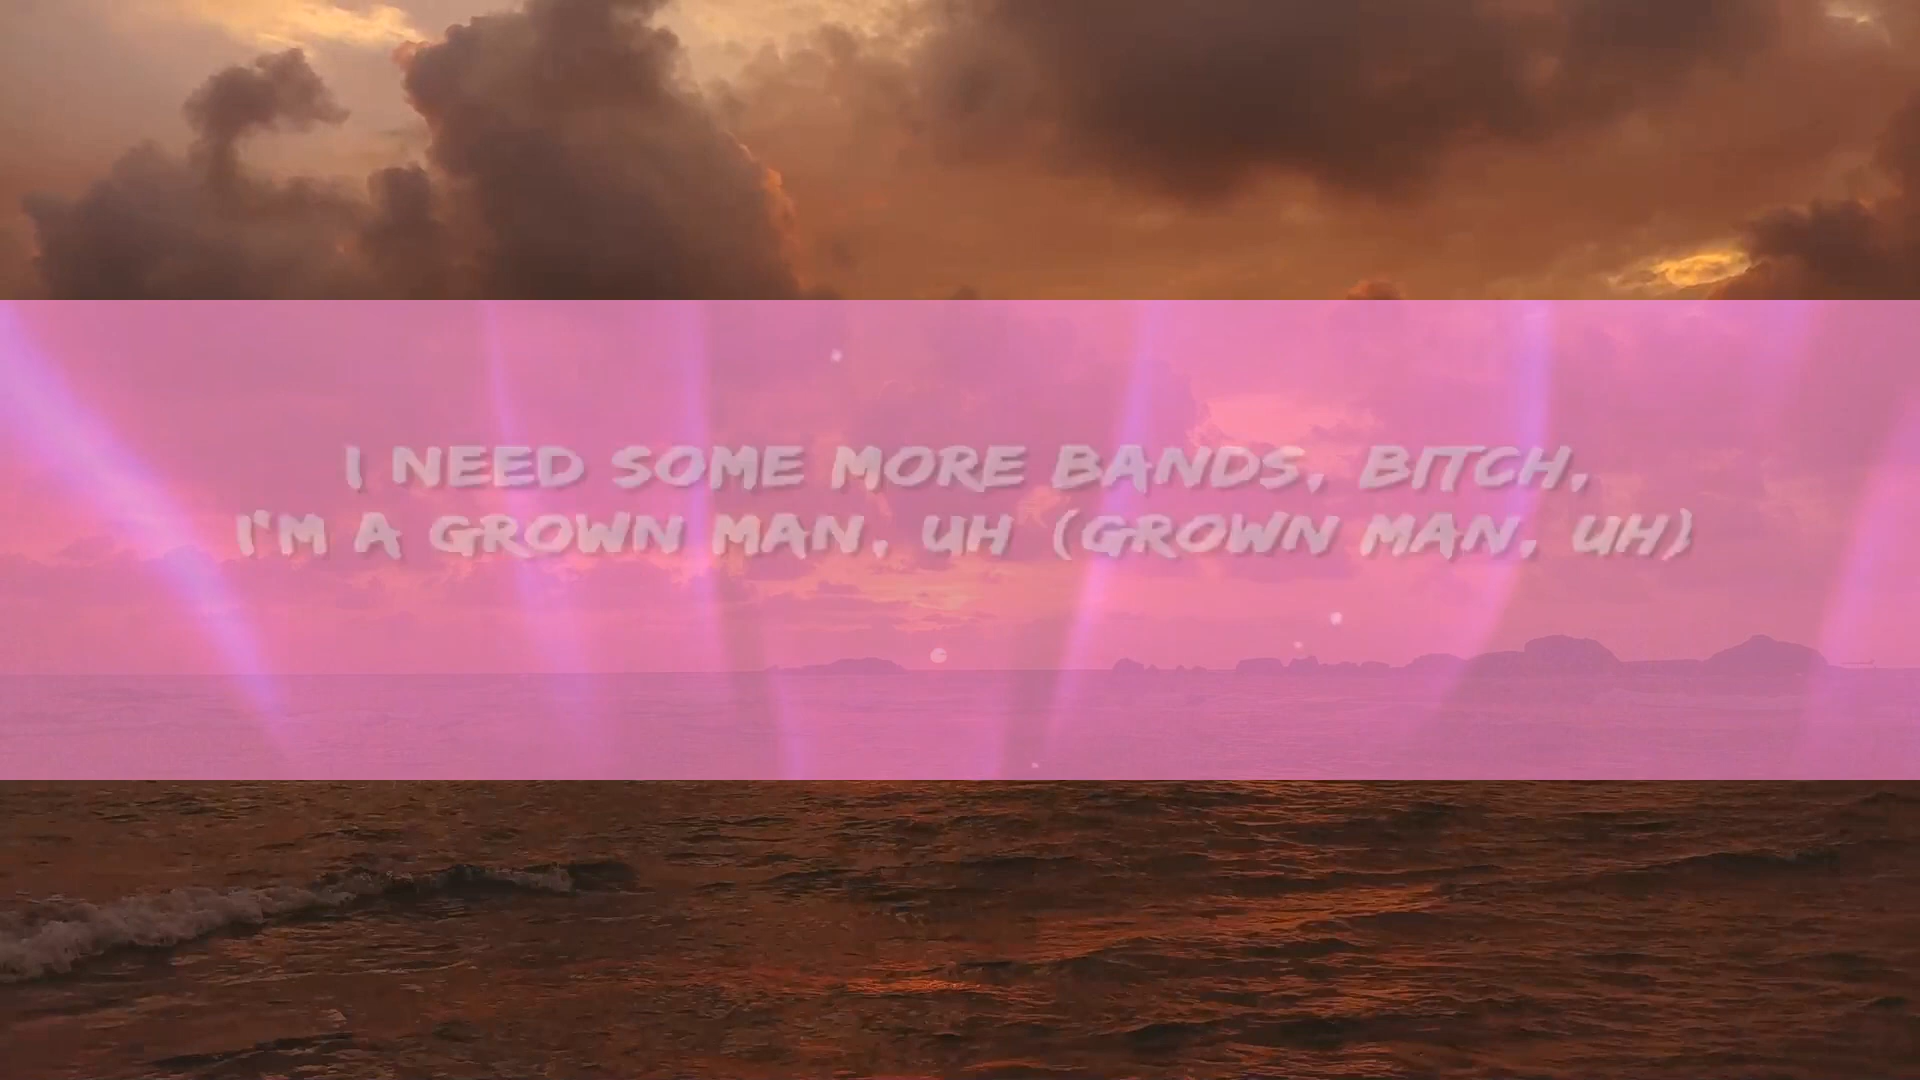 I NEED SOME MORE BANDS, BITCH,
I'M A GROWN MAN, UH (GROWN MAN, UH)